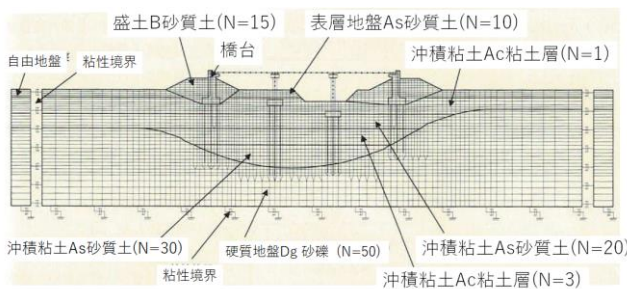 盛土B砂質土(N=15)
表層地盤As砂質土(N=10)
橋台
沖積粘土Ac粘土層(N=1)
自由地盤
粘性境界
沖積粘土As砂質土(N=30)
硬質地盤Dg 砂礫 (N=50)
沖積粘土As砂質土(N=20)
粘性境界
沖積粘土Ac粘土層(N=3)